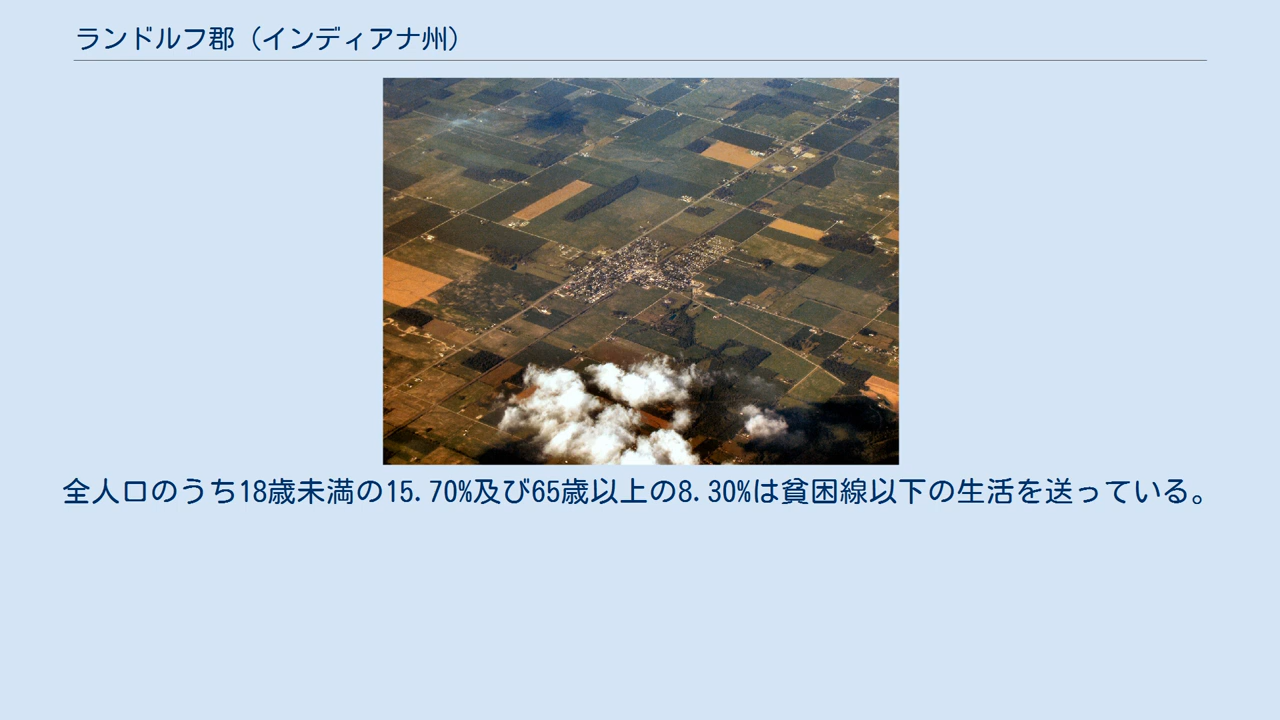 ランドルフ郡（インディアナ州）
全人口のうち18歳未満の15.70%及び65歳以上の8.30%は貧困線以下の生活を送っている。